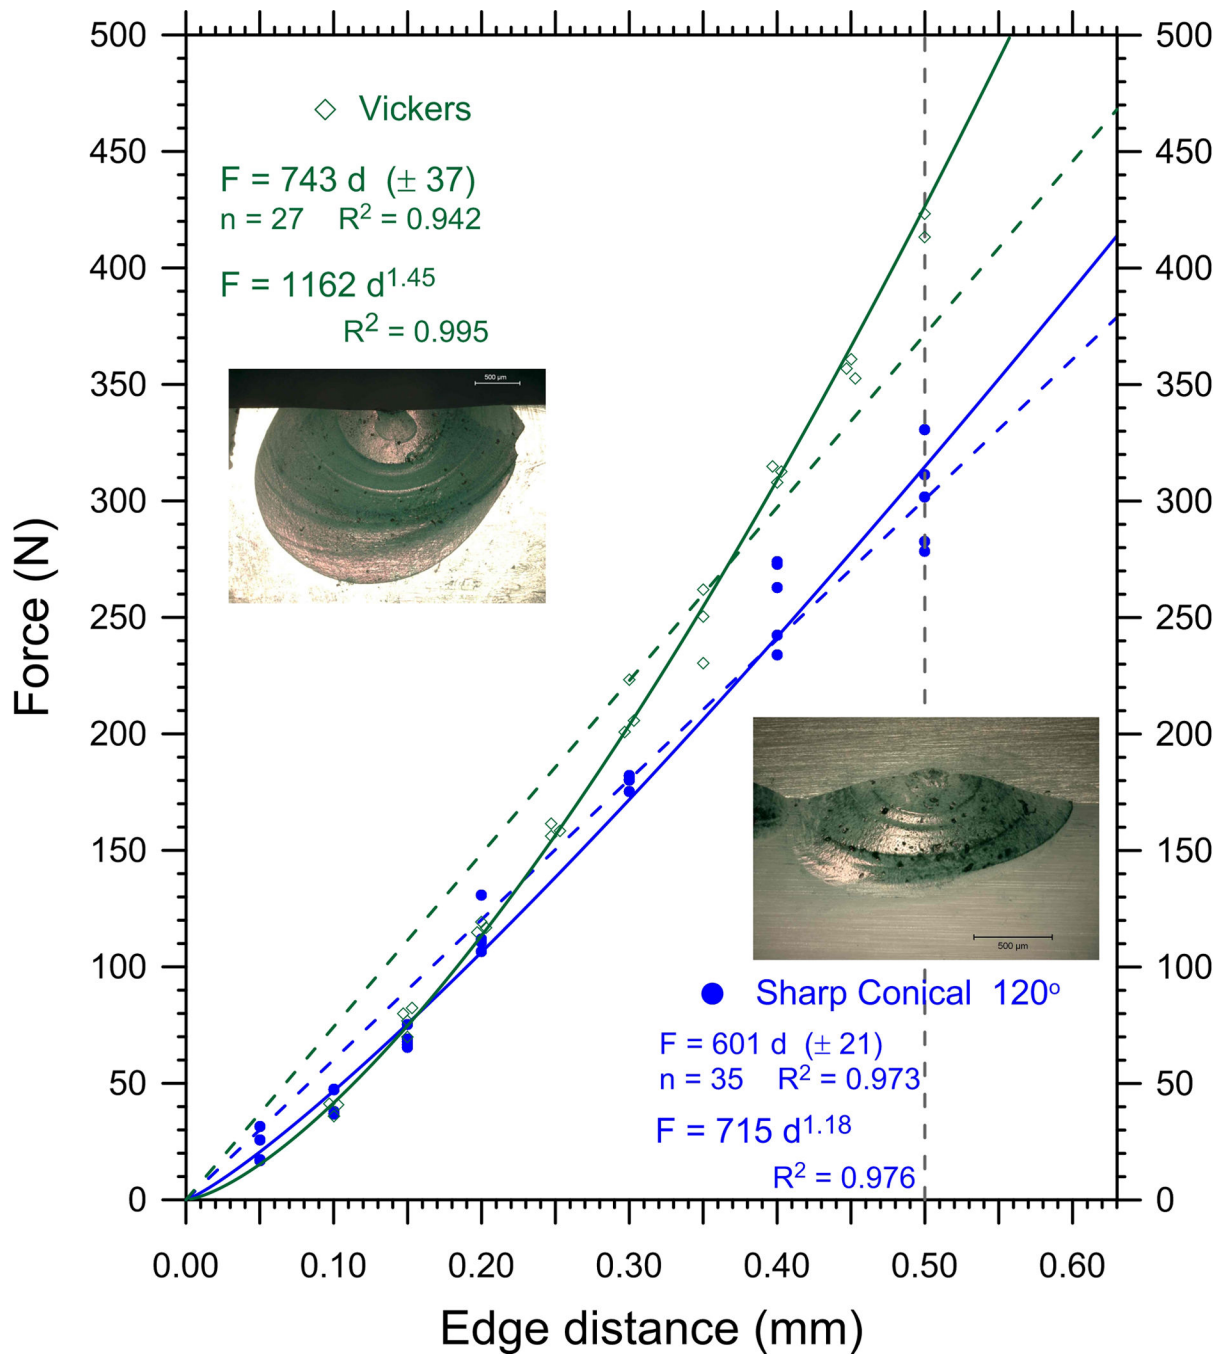 500
450
400
350
300
250
200
150
100
50
0
Force (N)
Vickers
F = 743 d (± 37)
n = 27 R² = 0.942
F = 1162 d¹·⁴⁵
R² = 0.995
500 µm
500 µm
Sharp Conical 120°
F = 601 d (± 21)
n = 35 R² = 0.973
F = 715 d¹·¹⁸
R² = 0.976
500
450
400
350
300
250
200
150
100
50
0
0.00 0.10 0.20 0.30 0.40 0.50 0.60
Edge distance (mm)